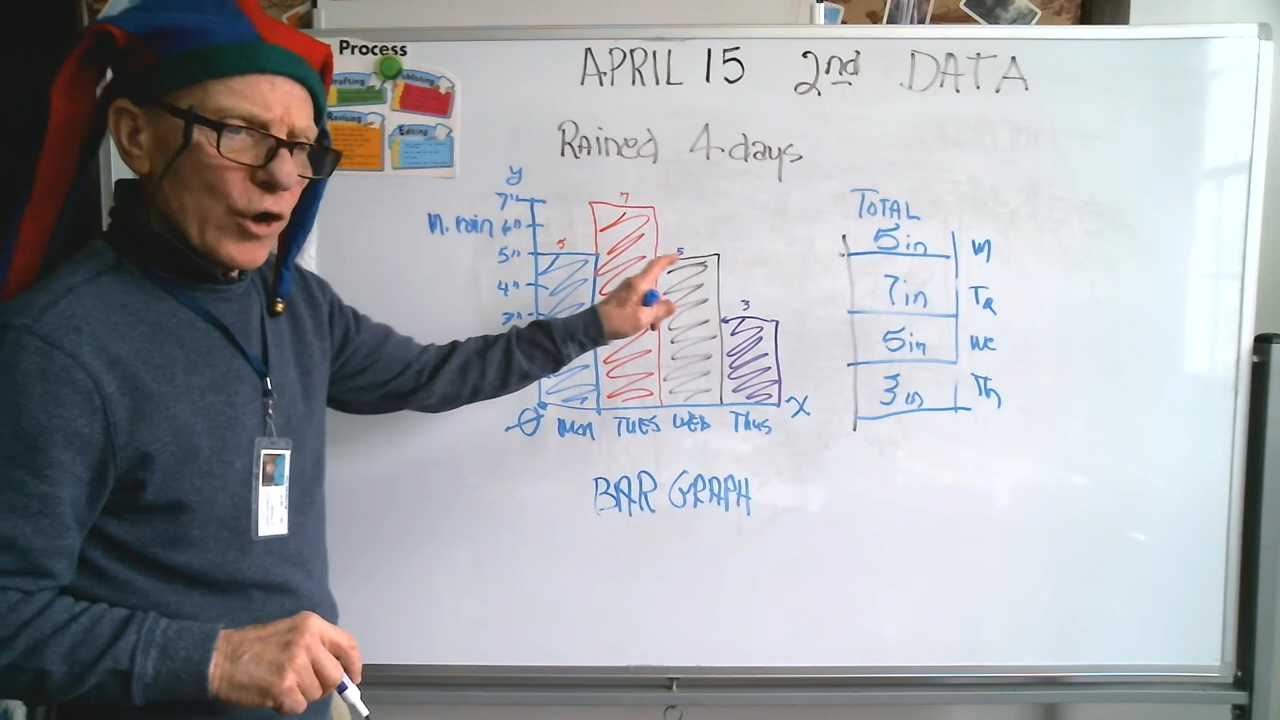 Process
Drafting
Publishing
Revising
Editing
APRIL 15 2nd DATA
Rained 4 days
y
7"
In. rain 6"
5"
4"
3"
5
7
5
3
0 Mon TUES WED Thus X
BAR GRAPH
TOTAL
5in M
7in Tu
5in We
3in Th